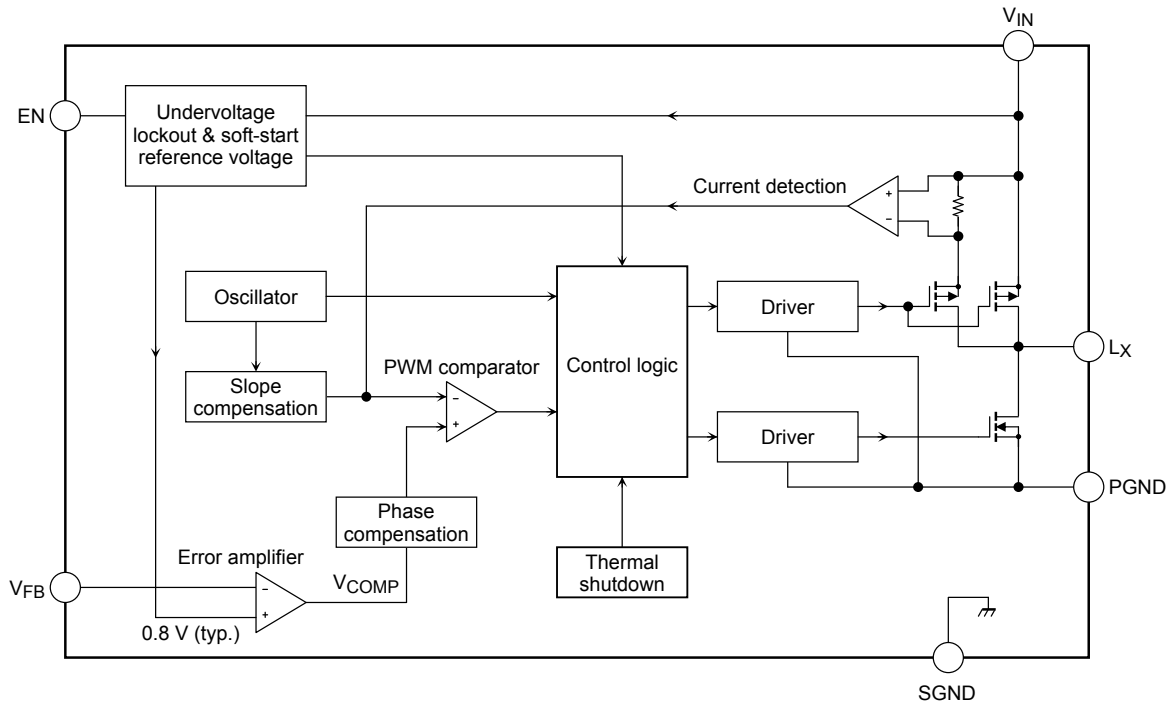 VIN
EN
Undervoltage
lockout & soft-start
reference voltage
Current detection
+
−
Oscillator
Driver
Control logic
LX
PWM comparator
Slope
compensation
−
+
Driver
PGND
Phase
compensation
Thermal
shutdown
Error amplifier
VCOMP
VFB
−
+
0.8 V (typ.)
SGND